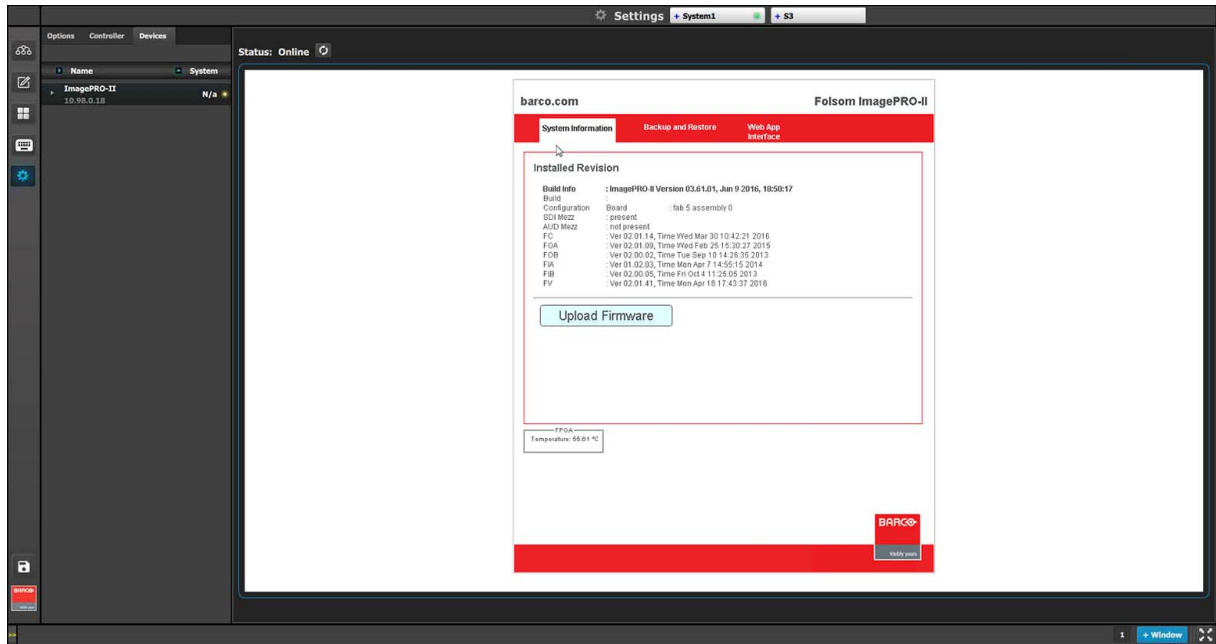 Settings + System1 + S3
Options Controller Devices
Status: Online
Name System
ImagePRO-II N/a
10.98.0.18
barco.com Folsom ImagePRO-II
System Information Backup and Restore Web App
Interface
Installed Revision
Build Info : ImagePRO-II Version 03.61.01, Jun 9 2016, 18:50:17
Build :
Configuration Board : fab 5 assembly 0
SDI Mezz : present
AUD Mezz : not present
FC : Ver 02.01.14, Time Wed Mar 30 10:42:21 2016
FOA : Ver 02.01.09, Time Wed Feb 25 15:30:27 2015
FOB : Ver 02.00.02, Time Tue Sep 10 14:26:35 2013
FIA : Ver 01.02.03, Time Mon Apr 7 14:55:15 2014
FIB : Ver 02.00.05, Time Fri Oct 4 11:25:05 2013
FV : Ver 02.01.41, Time Mon Apr 18 17:43:37 2016
Upload Firmware
FPGA
Temperature: 55.61 °C
BARCO
Visibly yours
BARCO
1 + Window